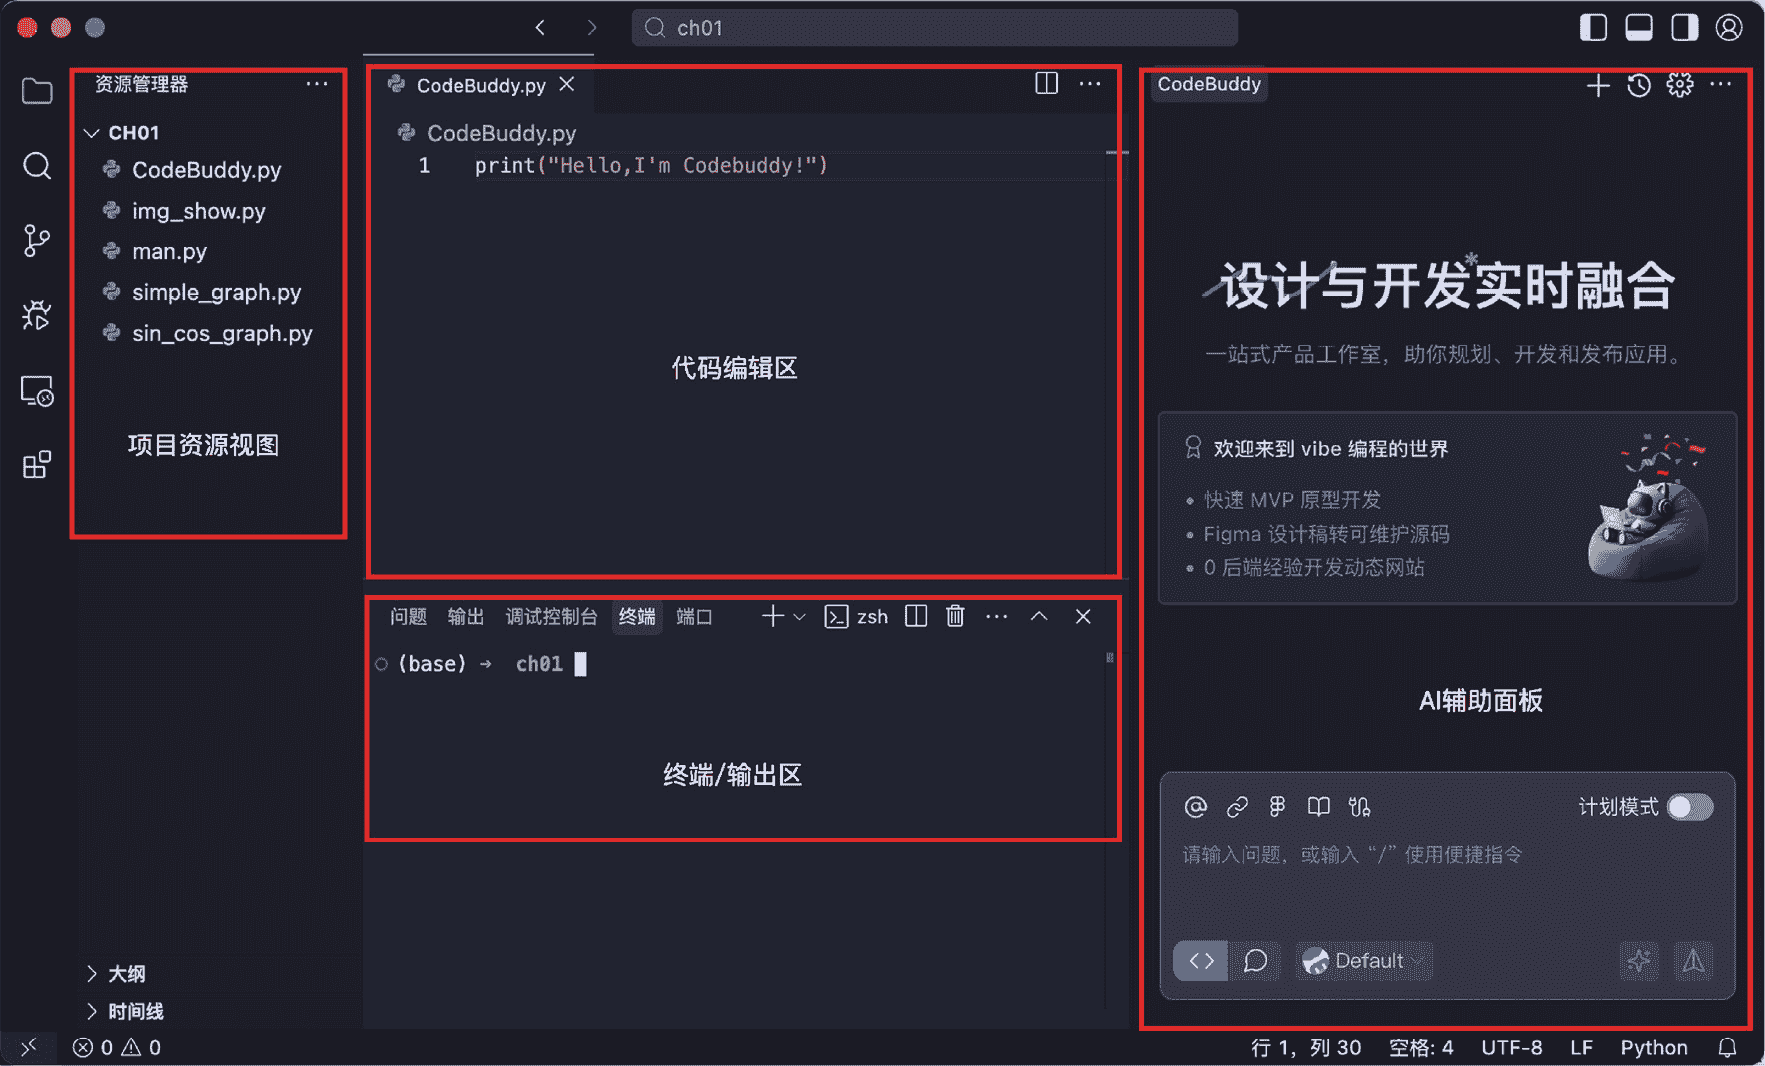 ch01
资源管理器
CH01
CodeBuddy.py
img_show.py
man.py
simple_graph.py
sin_cos_graph.py
项目资源视图
大纲
时间线
CodeBuddy.py
CodeBuddy.py
1 print("Hello,I'm Codebuddy!")
代码编辑区
问题 输出 调试控制台 终端 端口 zsh
(base) → ch01
终端/输出区
CodeBuddy
设计与开发实时融合
一站式产品工作室，助你规划、开发和发布应用。
欢迎来到 vibe 编程的世界
• 快速 MVP 原型开发
• Figma 设计稿转可维护源码
• 0 后端经验开发动态网站
AI辅助面板
计划模式
请输入问题，或输入 “/” 使用便捷指令
Default
0 0
行 1，列 30 空格: 4 UTF-8 LF Python